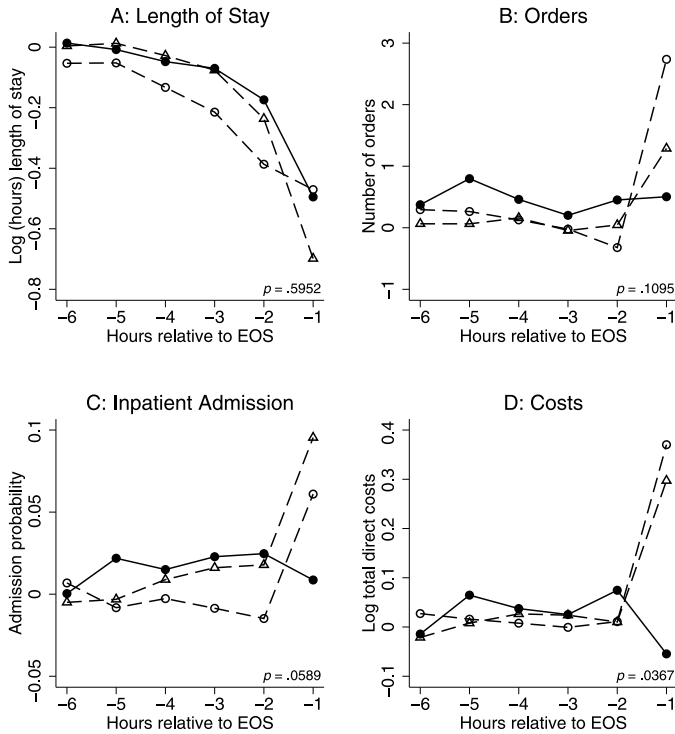 A: Length of Stay
Log (hours) length of stay
0
−0.2
−0.4
−0.6
−0.8
p = .5952
−6 −5 −4 −3 −2 −1
Hours relative to EOS
B: Orders
Number of orders
3
2
1
0
−1
p = .1095
−6 −5 −4 −3 −2 −1
Hours relative to EOS
C: Inpatient Admission
Admission probability
0.1
0.05
0
−0.05
p = .0589
−6 −5 −4 −3 −2 −1
Hours relative to EOS
D: Costs
Log total direct costs
0.4
0.3
0.2
0.1
0
−0.1
p = .0367
−6 −5 −4 −3 −2 −1
Hours relative to EOS